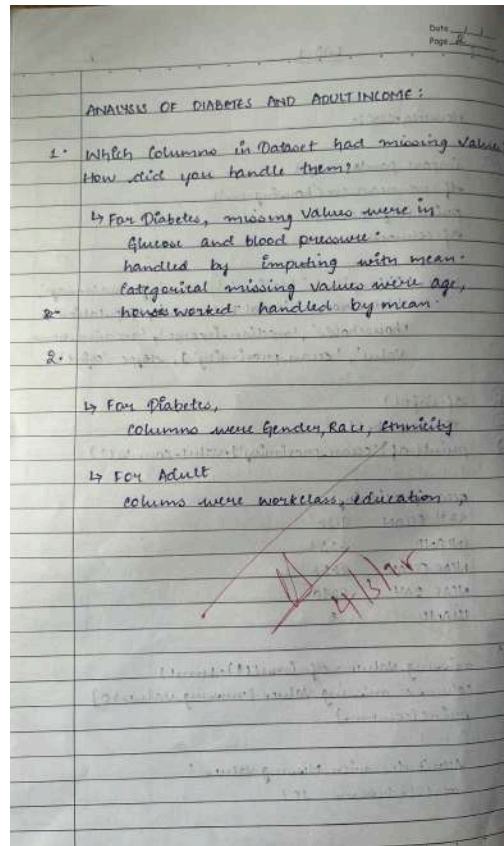 Date / /
Page
ANALYSIS OF DIABETES AND ADULT INCOME :
1. Which Columns in Dataset had missing Values
How did you handle them?
↳ For Diabetes, missing values were in
Glucose and blood pressure.
handled by imputing with mean.
Categorical missing values were age,
hours worked handled by mean.
2.
↳ For Diabetes,
columns were Gender, Race, Ethnicity
↳ For Adult
colums were workclass, education,